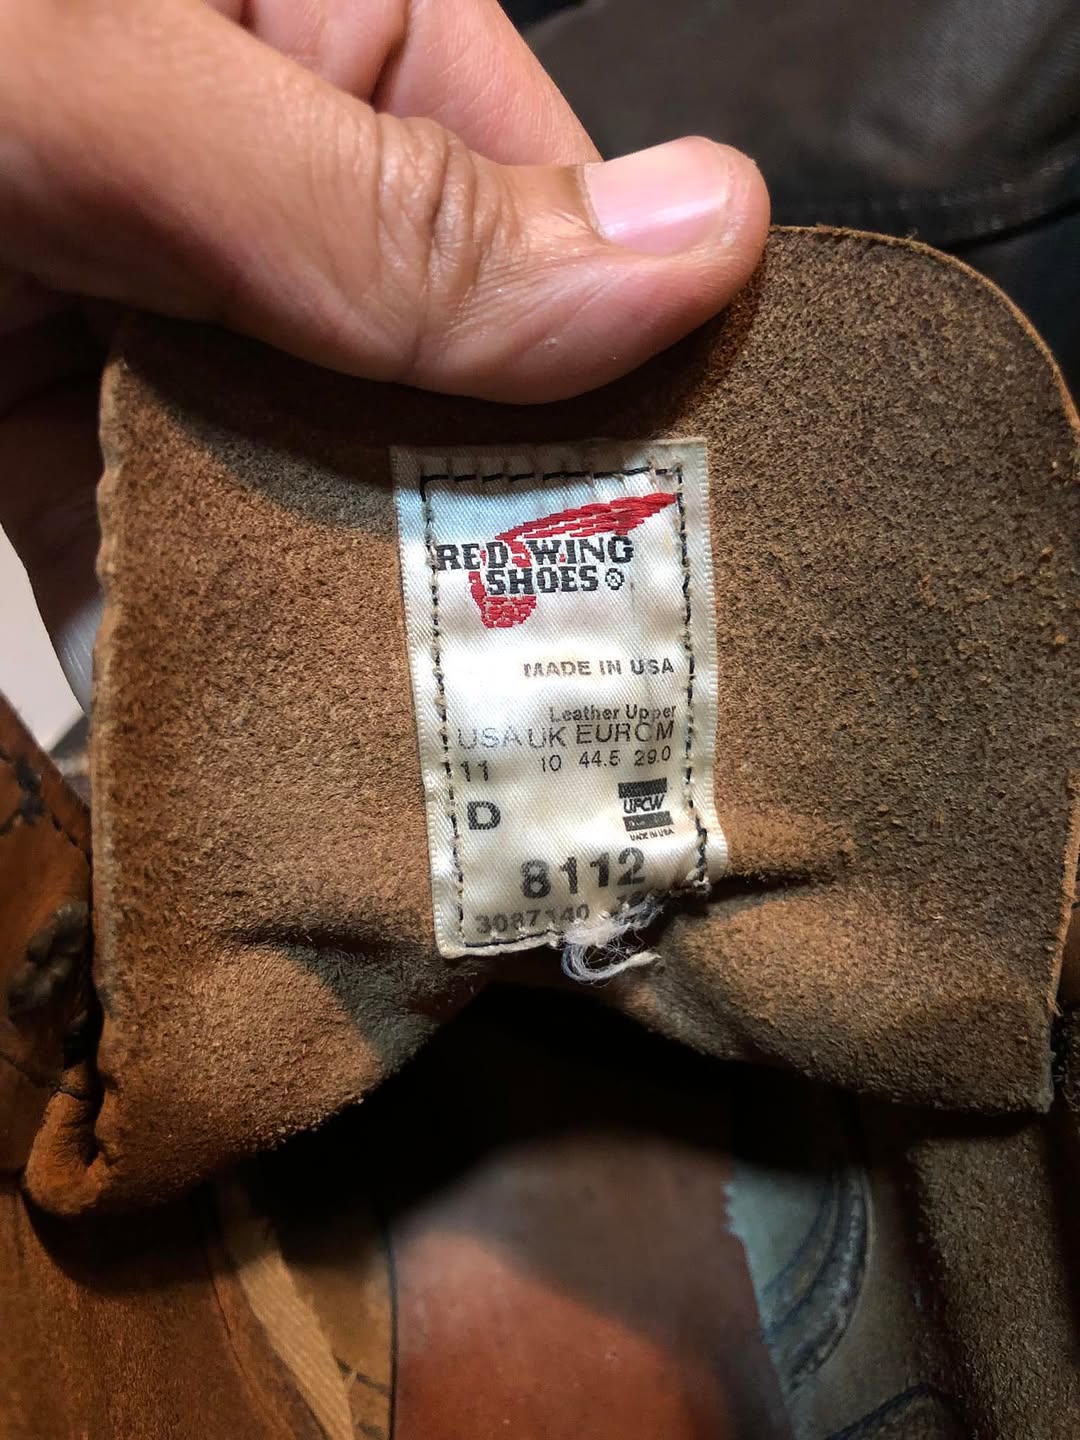 RED WING
SHOES ®
MADE IN USA
Leather Upper
USA UK EUR CM
11 10 44.5 29.0
D
UFCW
MADE IN USA
8112